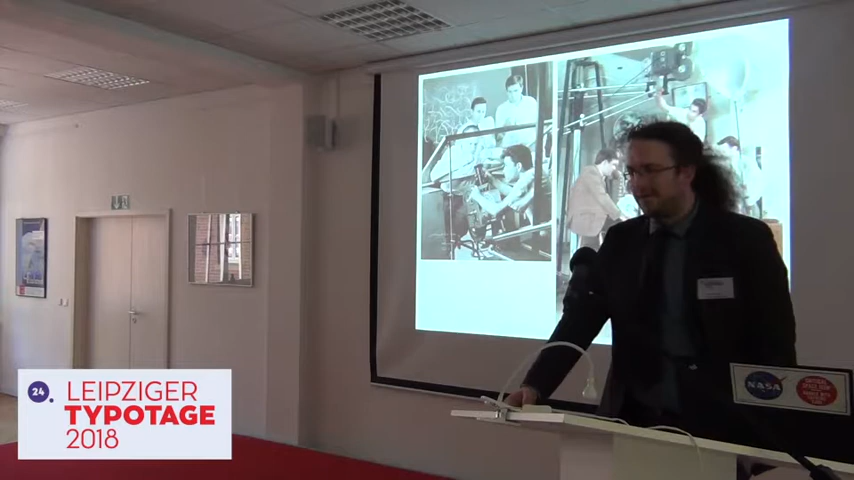 NASA
24.
LEIPZIGER
TYPOTAGE
2018